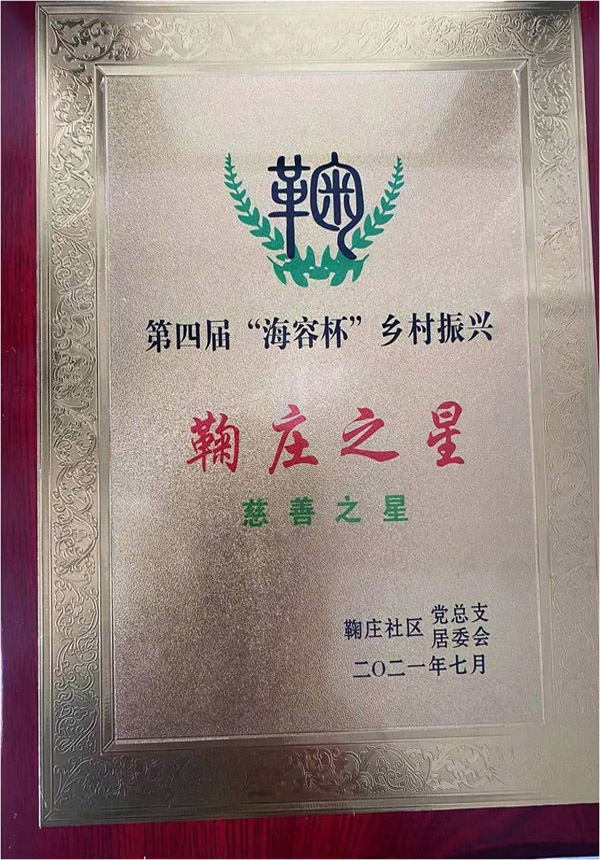 鞠
第四届“海容杯”乡村振兴
鞠庄之星
慈善之星
鞠庄社区 党总支
居委会
二〇二一年七月